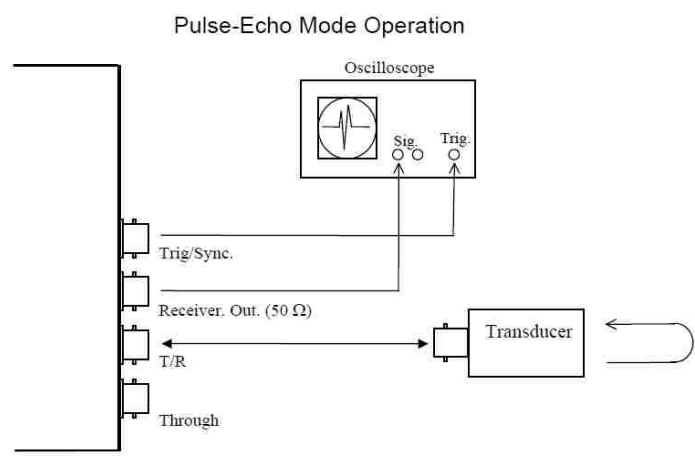 Pulse-Echo Mode Operation
Oscilloscope
Sig.
Trig.
Trig/Sync.
Receiver. Out. (50 Ω)
Transducer
T/R
Through